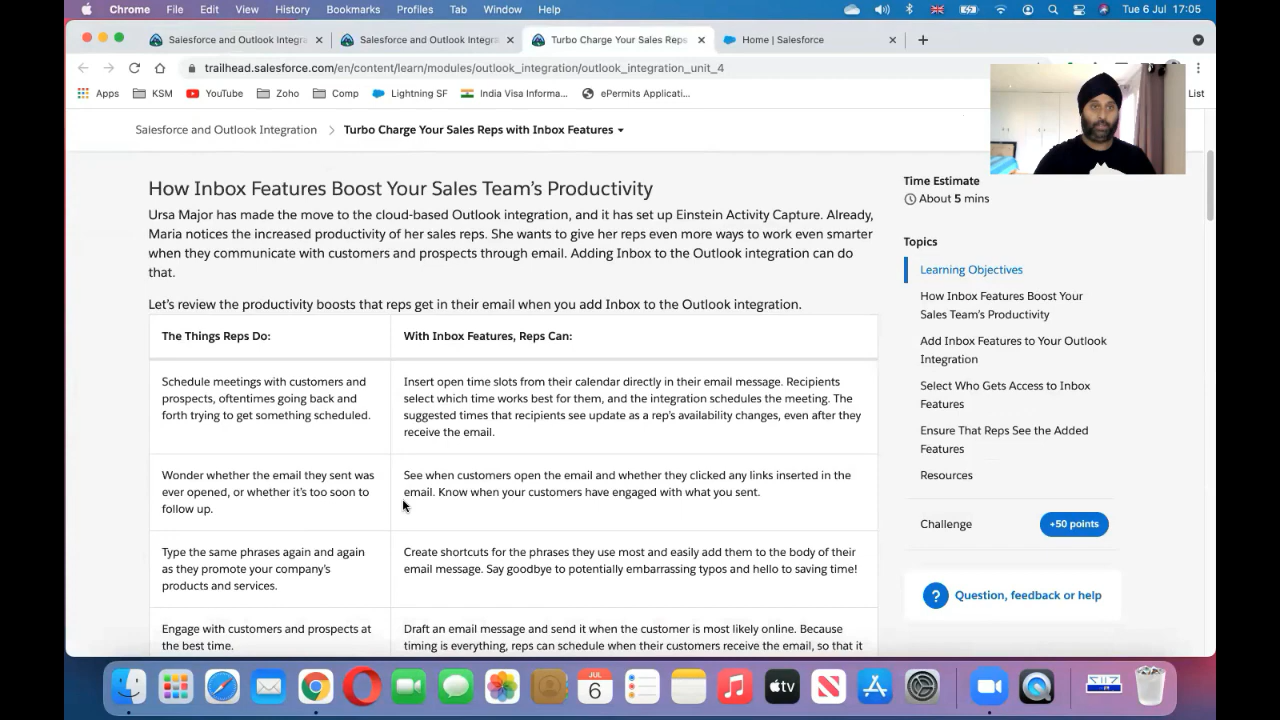 Chrome File Edit View History Bookmarks Profiles Tab Window Help Tue 6 Jul 17:05
Salesforce and Outlook Integra Salesforce and Outlook Integra Turbo Charge Your Sales Reps Home | Salesforce
trailhead.salesforce.com/en/content/learn/modules/outlook_integration/outlook_integration_unit_4
Apps KSM YouTube Zoho Comp Lightning SF India Visa Informa... ePermits Applicati... List
Salesforce and Outlook Integration Turbo Charge Your Sales Reps with Inbox Features
How Inbox Features Boost Your Sales Team's Productivity
Ursa Major has made the move to the cloud-based Outlook integration, and it has set up Einstein Activity Capture. Already,
Maria notices the increased productivity of her sales reps. She wants to give her reps even more ways to work even smarter
when they communicate with customers and prospects through email. Adding Inbox to the Outlook integration can do
that.
Let's review the productivity boosts that reps get in their email when you add Inbox to the Outlook integration.
The Things Reps Do:
With Inbox Features, Reps Can:
Schedule meetings with customers and
prospects, oftentimes going back and
forth trying to get something scheduled.
Insert open time slots from their calendar directly in their email message. Recipients
select which time works best for them, and the integration schedules the meeting. The
suggested times that recipients see update as a rep's availability changes, even after they
receive the email.
Wonder whether the email they sent was
ever opened, or whether it's too soon to
follow up.
See when customers open the email and whether they clicked any links inserted in the
email. Know when your customers have engaged with what you sent.
Type the same phrases again and again
as they promote your company's
products and services.
Create shortcuts for the phrases they use most and easily add them to the body of their
email message. Say goodbye to potentially embarrassing typos and hello to saving time!
Engage with customers and prospects at
the best time.
Draft an email message and send it when the customer is most likely online. Because
timing is everything, reps can schedule when their customers receive the email, so that it
Time Estimate
About 5 mins
Topics
Learning Objectives
How Inbox Features Boost Your
Sales Team's Productivity
Add Inbox Features to Your Outlook
Integration
Select Who Gets Access to Inbox
Features
Ensure That Reps See the Added
Features
Resources
Challenge +50 points
? Question, feedback or help
JUL
6
tv